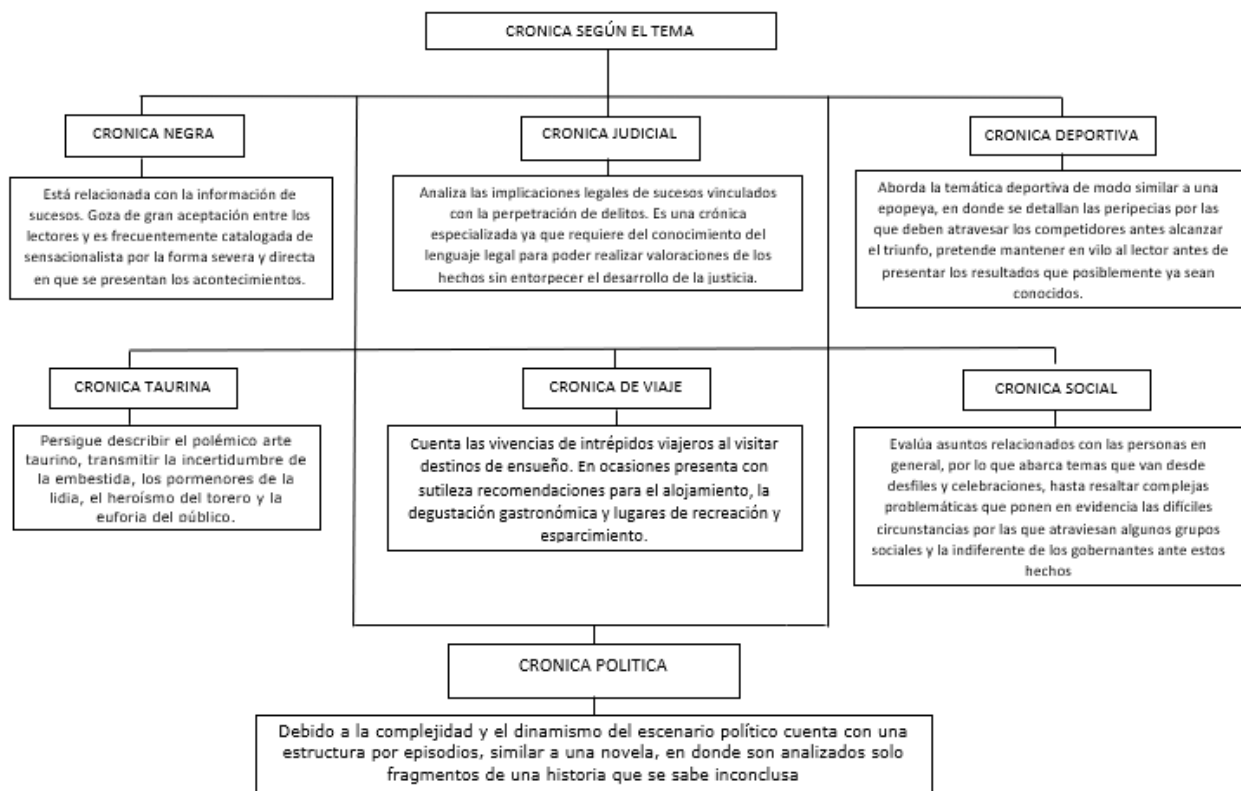 CRONICA SEGÚN EL TEMA
CRONICA NEGRA
Está relacionada con la información de
sucesos. Goza de gran aceptación entre los
lectores y es frecuentemente catalogada de
sensacionalista por la forma severa y directa
en que se presentan los acontecimientos.
CRONICA JUDICIAL
Analiza las implicaciones legales de sucesos vinculados
con la perpetración de delitos. Es una crónica
especializada ya que requiere del conocimiento del
lenguaje legal para poder realizar valoraciones de los
hechos sin entorpecer el desarrollo de la justicia.
CRONICA DEPORTIVA
Aborda la temática deportiva de modo similar a una
epopeya, en donde se detallan las peripecias por las
que deben atravesar los competidores antes alcanzar
el triunfo, pretende mantener en vilo al lector antes de
presentar los resultados que posiblemente ya sean
conocidos.
CRONICA TAURINA
Persigue describir el polémico arte
taurino, transmitir la incertidumbre de
la embestida, los pormenores de la
lidia, el heroísmo del torero y la
euforia del público.
CRONICA DE VIAJE
Cuenta las vivencias de intrépidos viajeros al visitar
destinos de ensueño. En ocasiones presenta con
sutileza recomendaciones para el alojamiento, la
degustación gastronómica y lugares de recreación y
esparcimiento.
CRONICA SOCIAL
Evalúa asuntos relacionados con las personas en
general, por lo que abarca temas que van desde
desfiles y celebraciones, hasta resaltar complejas
problemáticas que ponen en evidencia las difíciles
circunstancias por las que atraviesan algunos grupos
sociales y la indiferente de los gobernantes ante estos
hechos
CRONICA POLITICA
Debido a la complejidad y el dinamismo del escenario político cuenta con una
estructura por episodios, similar a una novela, en donde son analizados solo
fragmentos de una historia que se sabe inconclusa